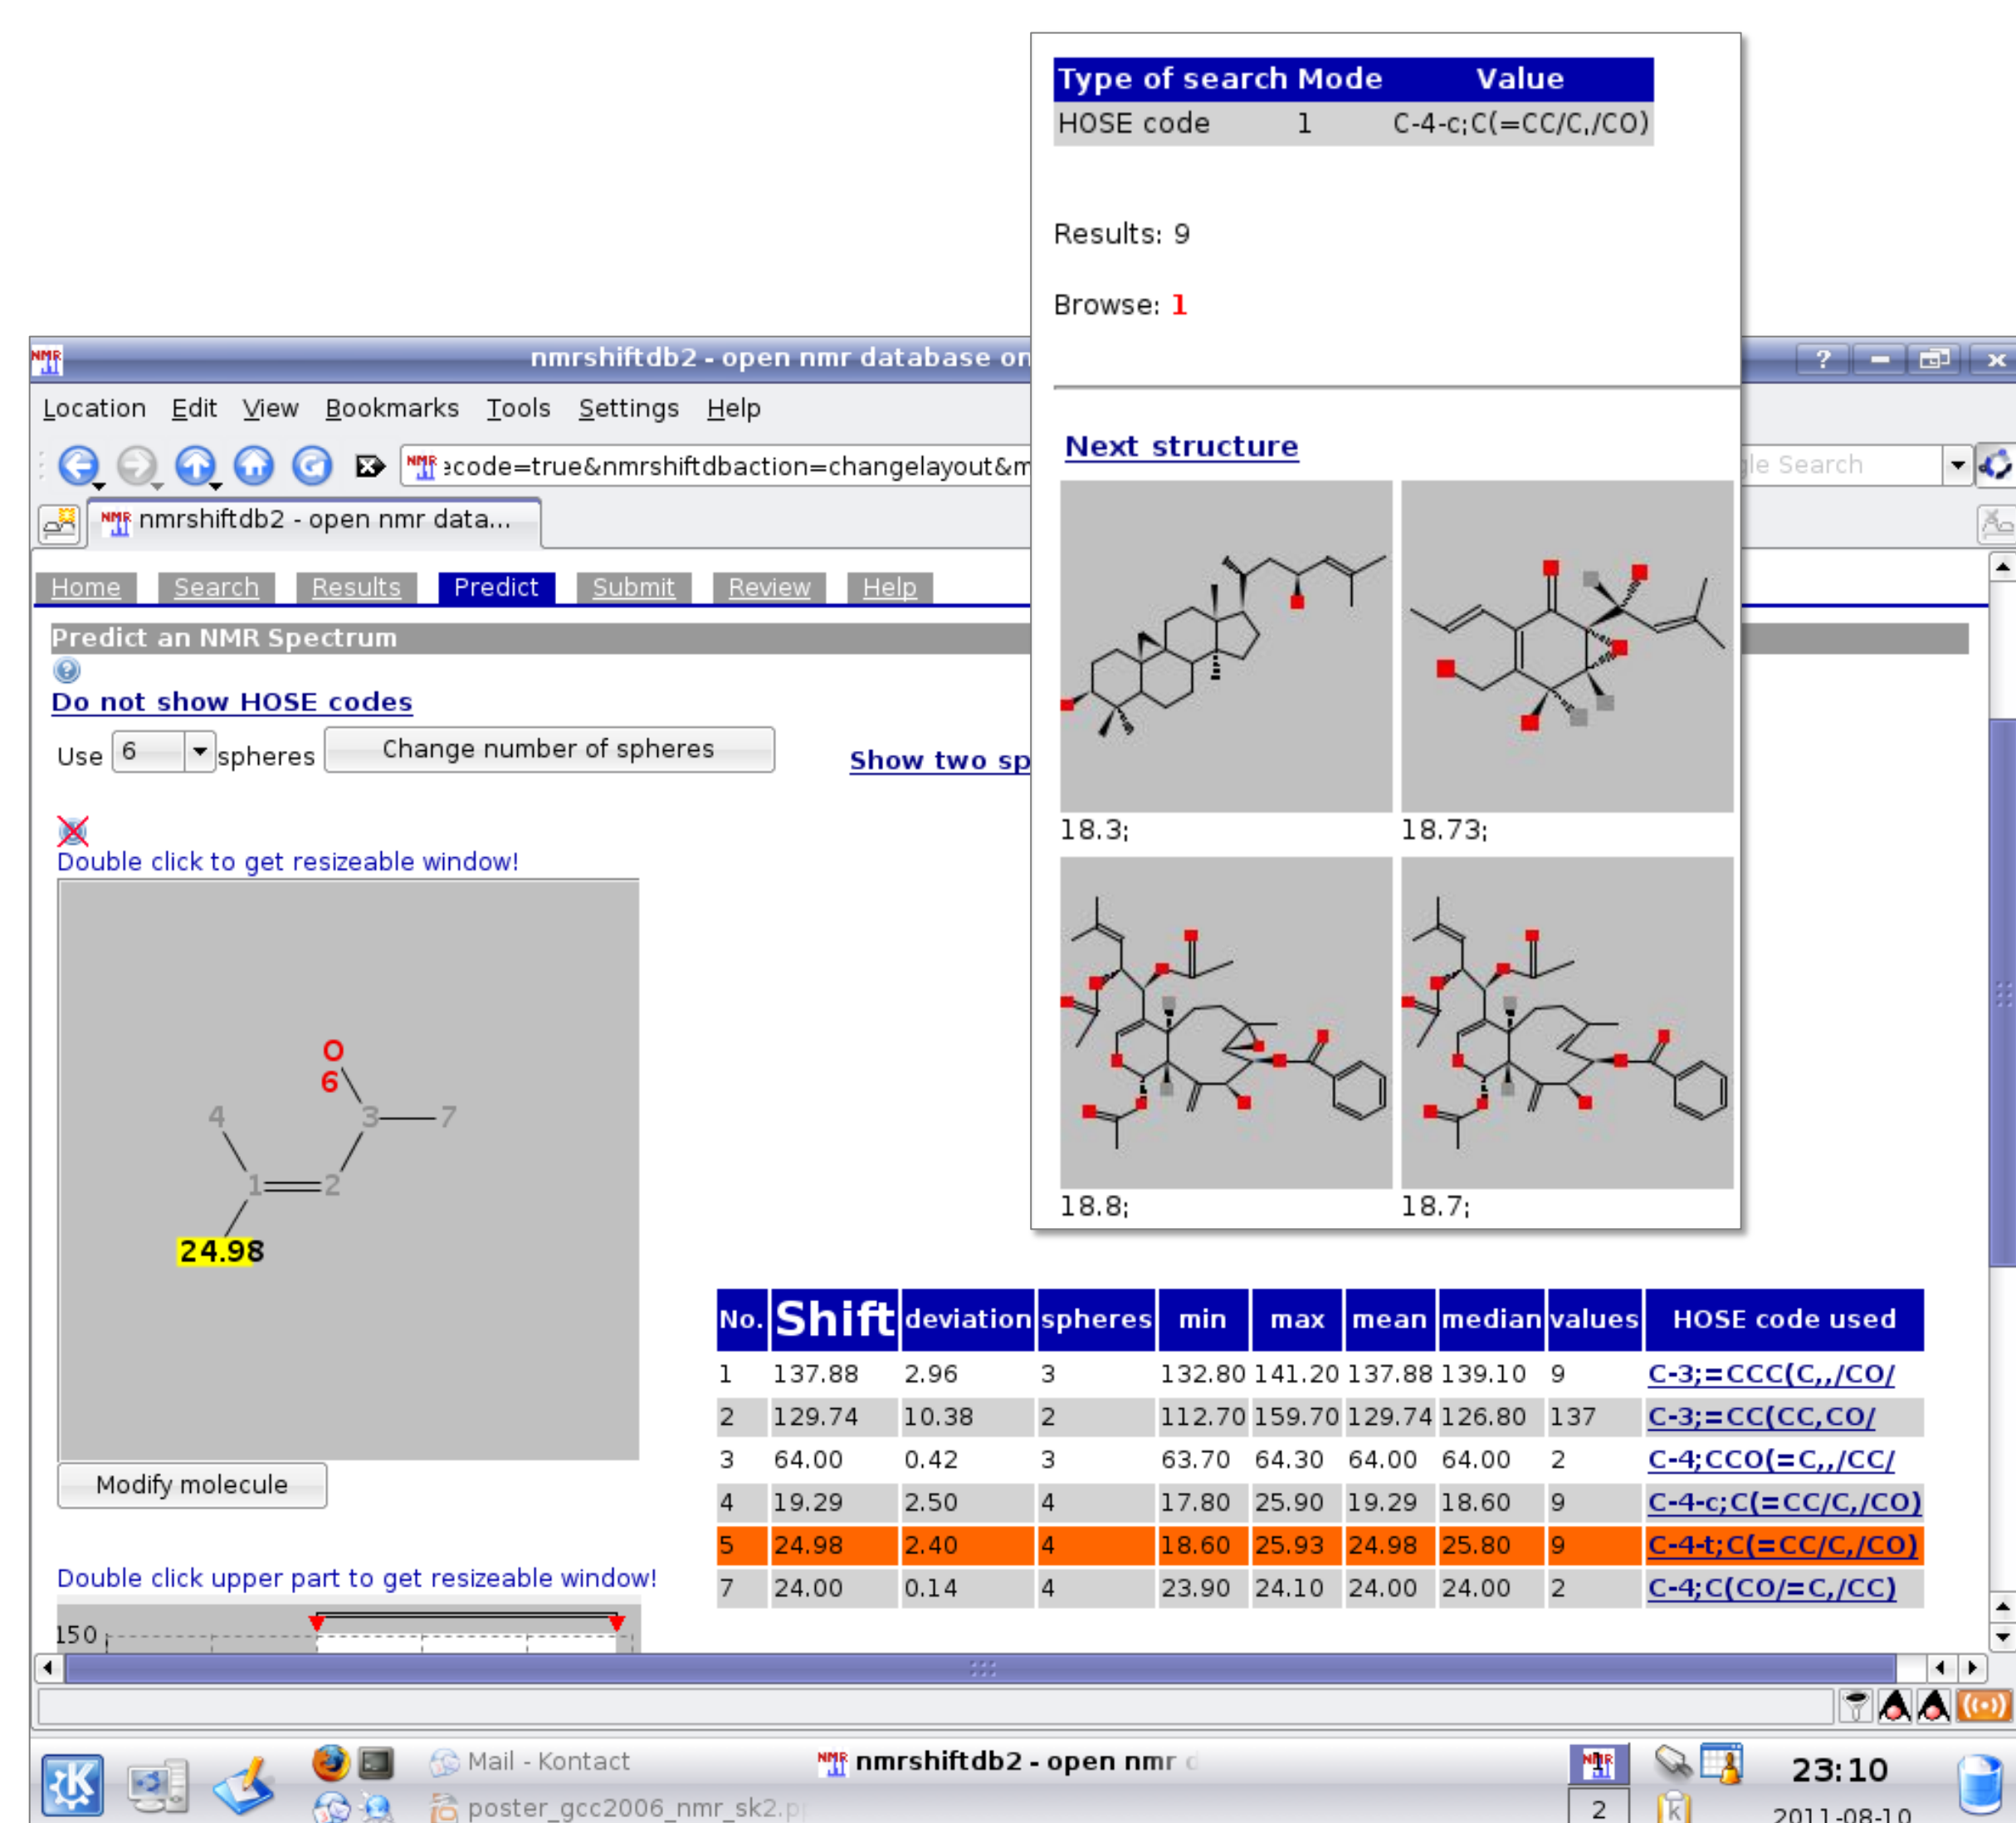 Type of search Mode Value
HOSE code 1 C-4-c;C(=CC/C,/CO)
Results: 9
Browse: 1
Next structure
18.3;
18.73;
18.8;
18.7;
NMR
nmrshiftdb2 - open nmr database on
?
Location Edit View Bookmarks Tools Settings Help
NMR ecode=true&nmrshiftdbaction=changelayout&m
gle Search
NMR nmrshiftdb2 - open nmr data...
Home Search Results Predict Submit Review Help
Predict an NMR Spectrum
?
Do not show HOSE codes
Use 6 spheres Change number of spheres
Show two sp
Double click to get resizeable window!
O
6
4
3
7
1
2
24.98
Modify molecule
Double click upper part to get resizeable window!
150
No. Shift deviation spheres min max mean median values HOSE code used
1 137.88 2.96 3 132.80 141.20 137.88 139.10 9 C-3;=CCC(C,,/CO/
2 129.74 10.38 2 112.70 159.70 129.74 126.80 137 C-3;=CC(CC,CO/
3 64.00 0.42 3 63.70 64.30 64.00 64.00 2 C-4;CCO(=C,,/CC/
4 19.29 2.50 4 17.80 25.90 19.29 18.60 9 C-4-c;C(=CC/C,/CO)
5 24.98 2.40 4 18.60 25.93 24.98 25.80 9 C-4-t;C(=CC/C,/CO)
7 24.00 0.14 4 23.90 24.10 24.00 24.00 2 C-4;C(CO/=C,/CC)
Mail - Kontact
NMR nmrshiftdb2 - open nmr d
NMR 1
23:10
poster_gcc2006_nmr_sk2.p
2
2011-08-10